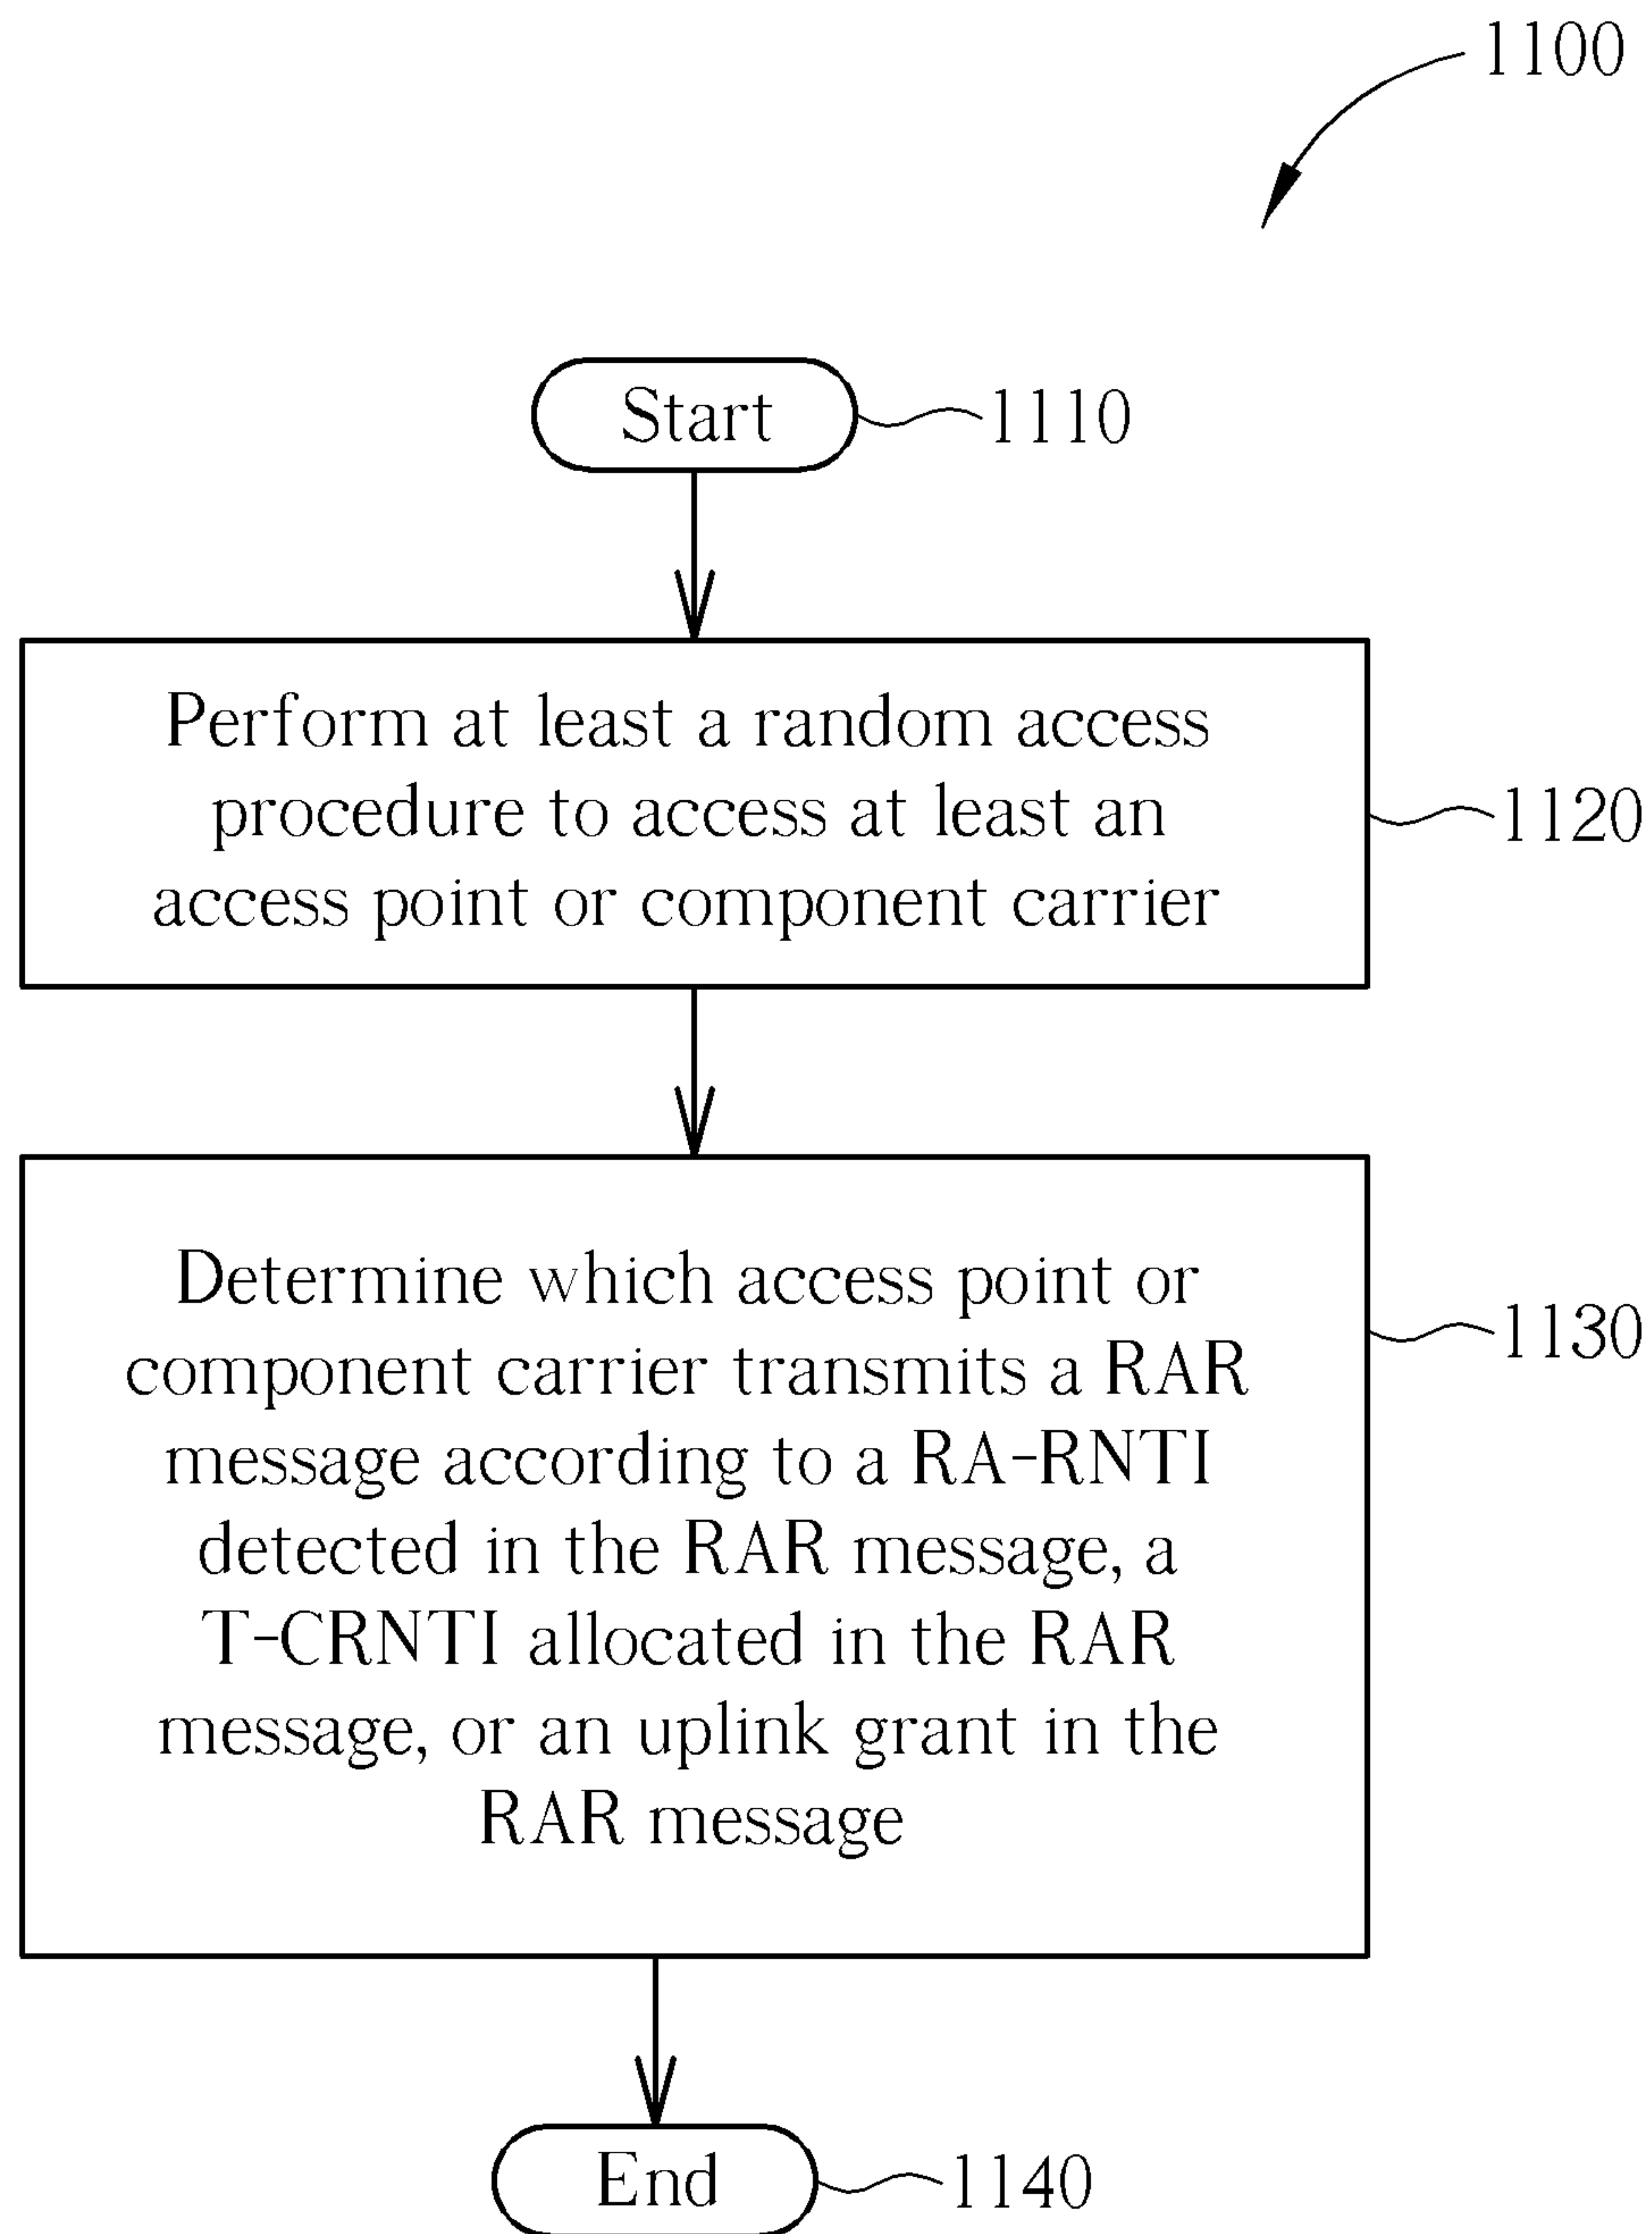 1100
Start
1110
Perform at least a random access
procedure to access at least an
access point or component carrier
1120
Determine which access point or
component carrier transmits a RAR
message according to a RA-RNTI
detected in the RAR message, a
T-CRNTI allocated in the RAR
message, or an uplink grant in the
RAR message
1130
End
1140